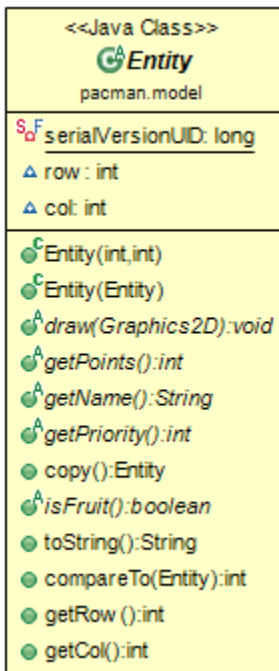 <<Java Class>>
Entity
pacman.model
serialVersionUID: long
row: int
col: int
Entity(int,int)
Entity(Entity)
draw(Graphics2D):void
getPoints():int
getName():String
getPriority():int
copy():Entity
isFruit():boolean
toString():String
compareTo(Entity):int
getRow():int
getCol():int